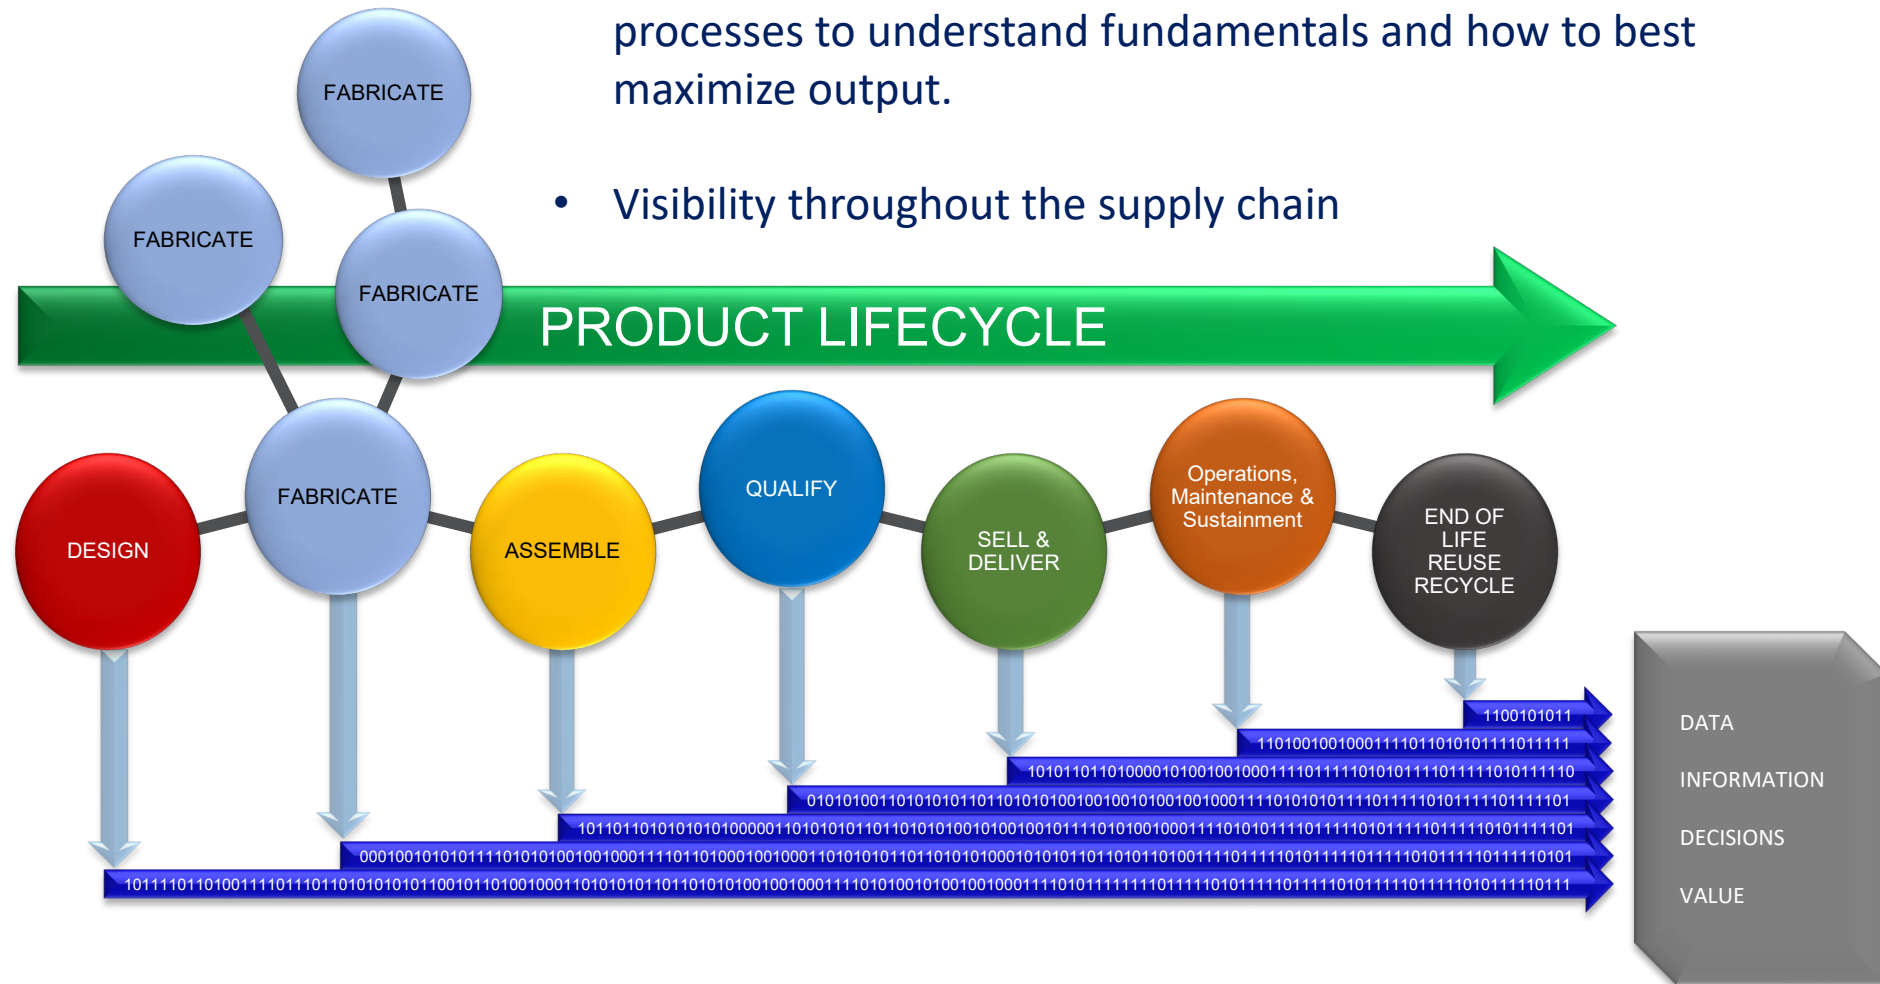 processes to understand fundamentals and how to best
maximize output.
• Visibility throughout the supply chain
FABRICATE
FABRICATE
FABRICATE
PRODUCT LIFECYCLE
DESIGN
FABRICATE
ASSEMBLE
QUALIFY
SELL &
DELIVER
Operations,
Maintenance &
Sustainment
END OF
LIFE
REUSE
RECYCLE
1100101011
1101001001000111101101010101111011111
DATA
INFORMATION
DECISIONS
VALUE